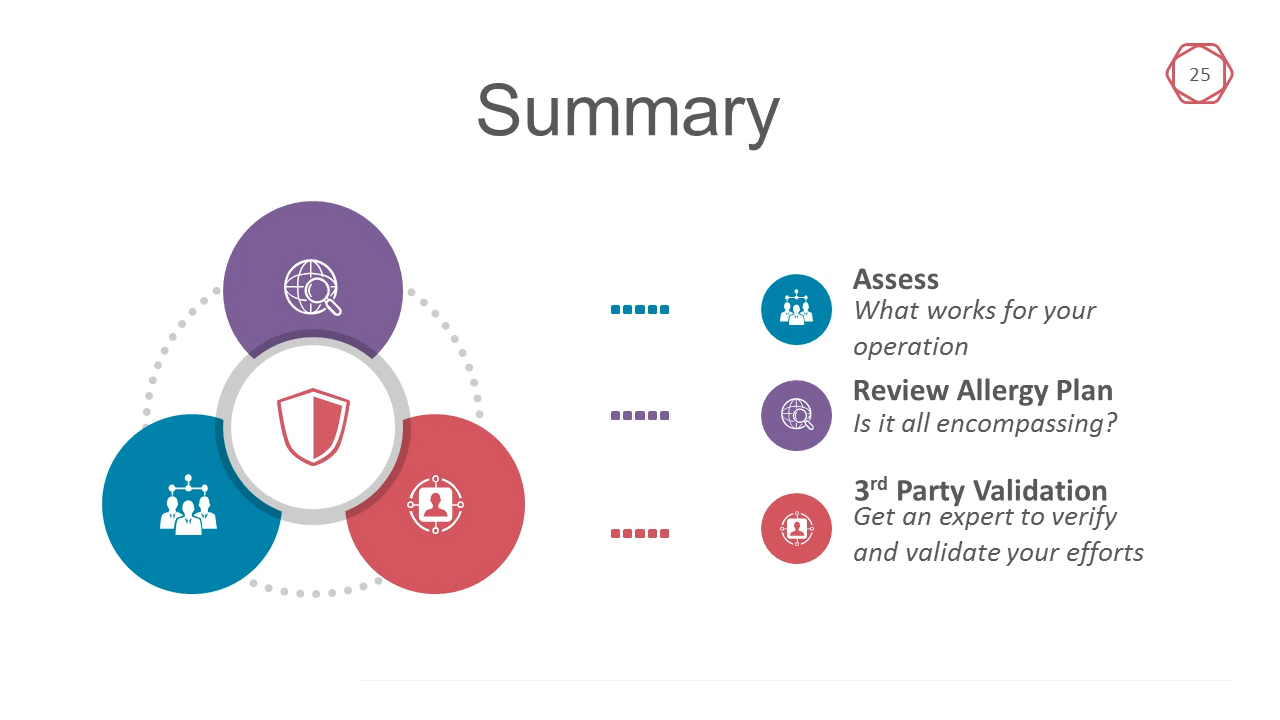 25
Summary
Assess
What works for your
operation
Review Allergy Plan
Is it all encompassing?
3rd Party Validation
Get an expert to verify
and validate your efforts